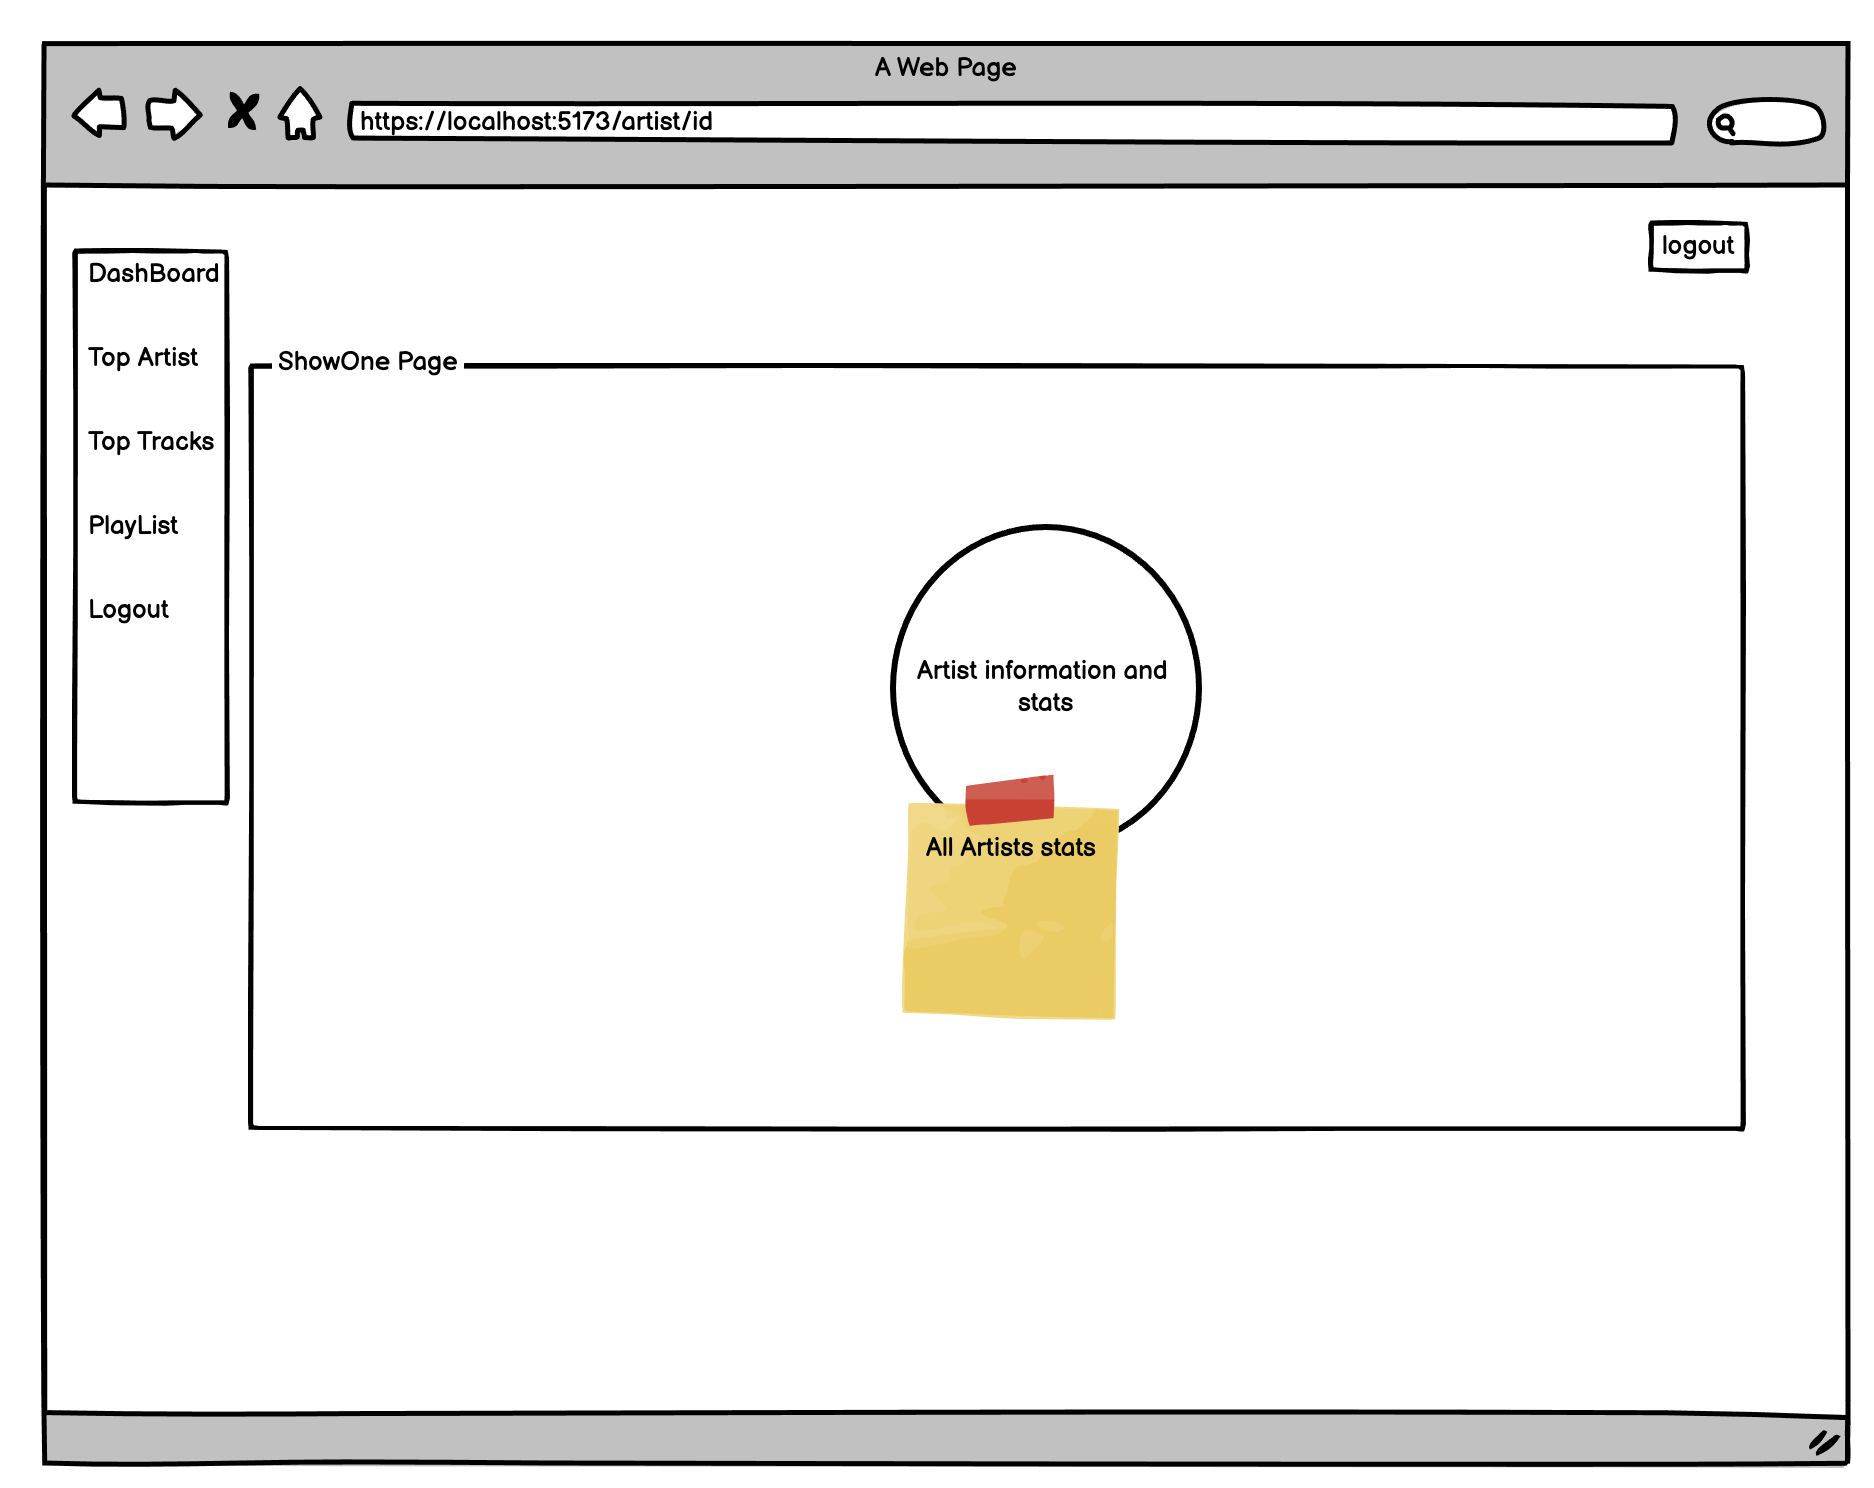 A Web Page
https://localhost:5173/artist/id
logout
DashBoard
Top Artist
Top Tracks
PlayList
Logout
ShowOne Page
Artist information and
stats
All Artists stats